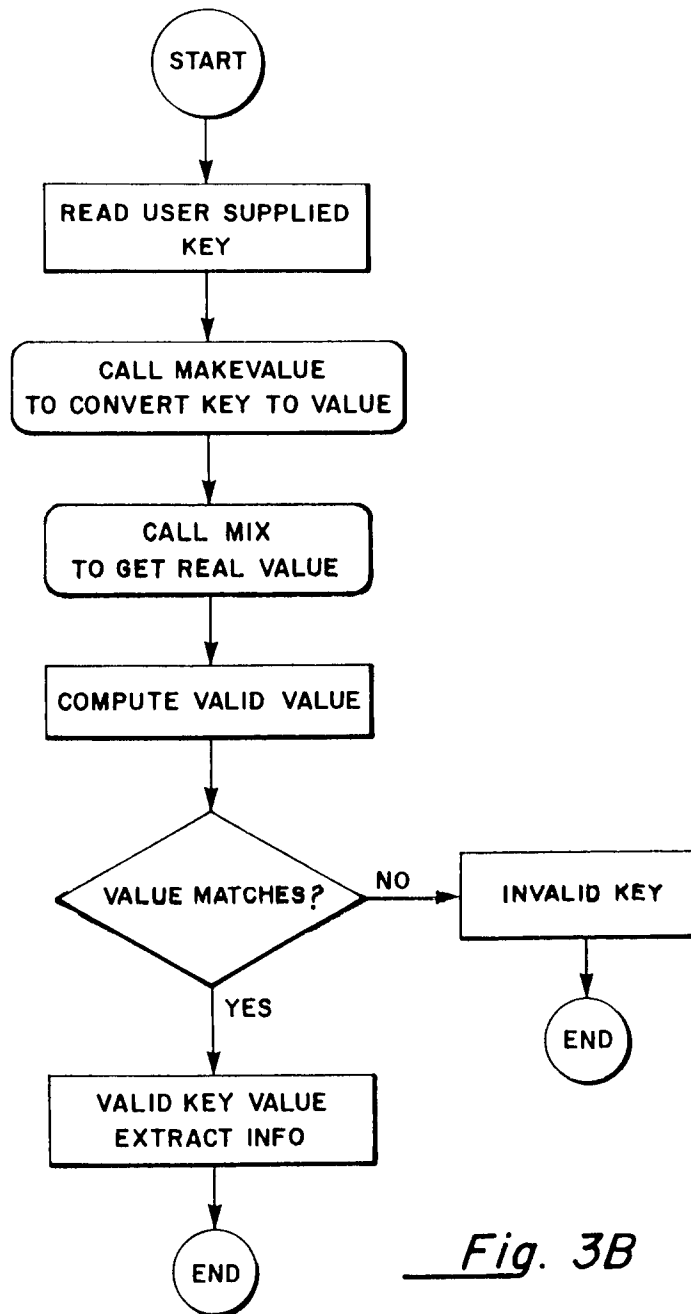 START
READ USER SUPPLIED
KEY
CALL MAKEVALUE
TO CONVERT KEY TO VALUE
CALL MIX
TO GET REAL VALUE
COMPUTE VALID VALUE
VALUE MATCHES?
NO
INVALID KEY
END
YES
VALID KEY VALUE
EXTRACT INFO
END
Fig. 3B